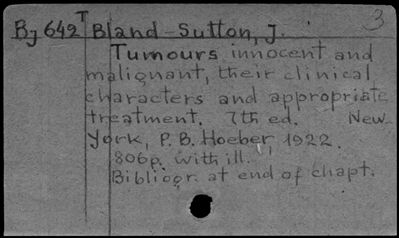 3
Bj 642 T Bland-Sutton, J.
Tumours innocent and
malignant, their clinical
characters and appropriate
treatment. 7th ed. New
York, P. B. Hoeber, 1922.
806p. with ill.
Bibliogr. at end of chapt.